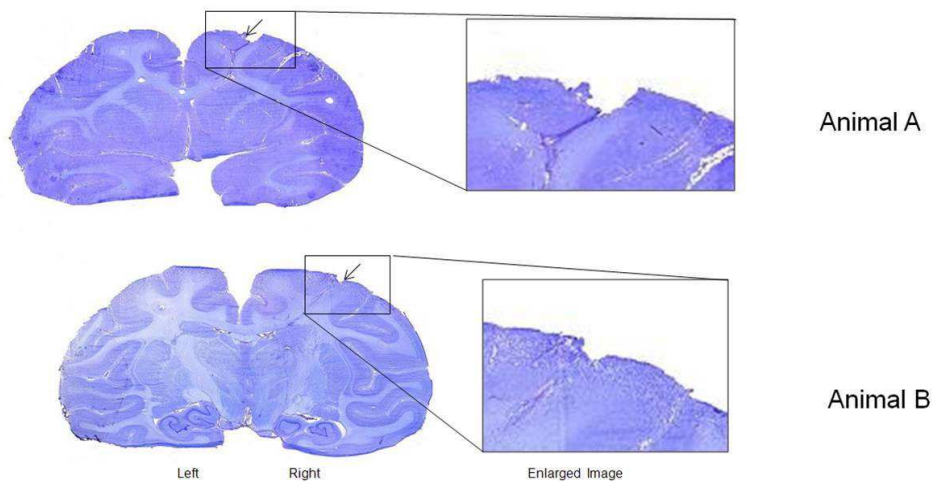 Animal A
Animal B
Left
Right
Enlarged Image